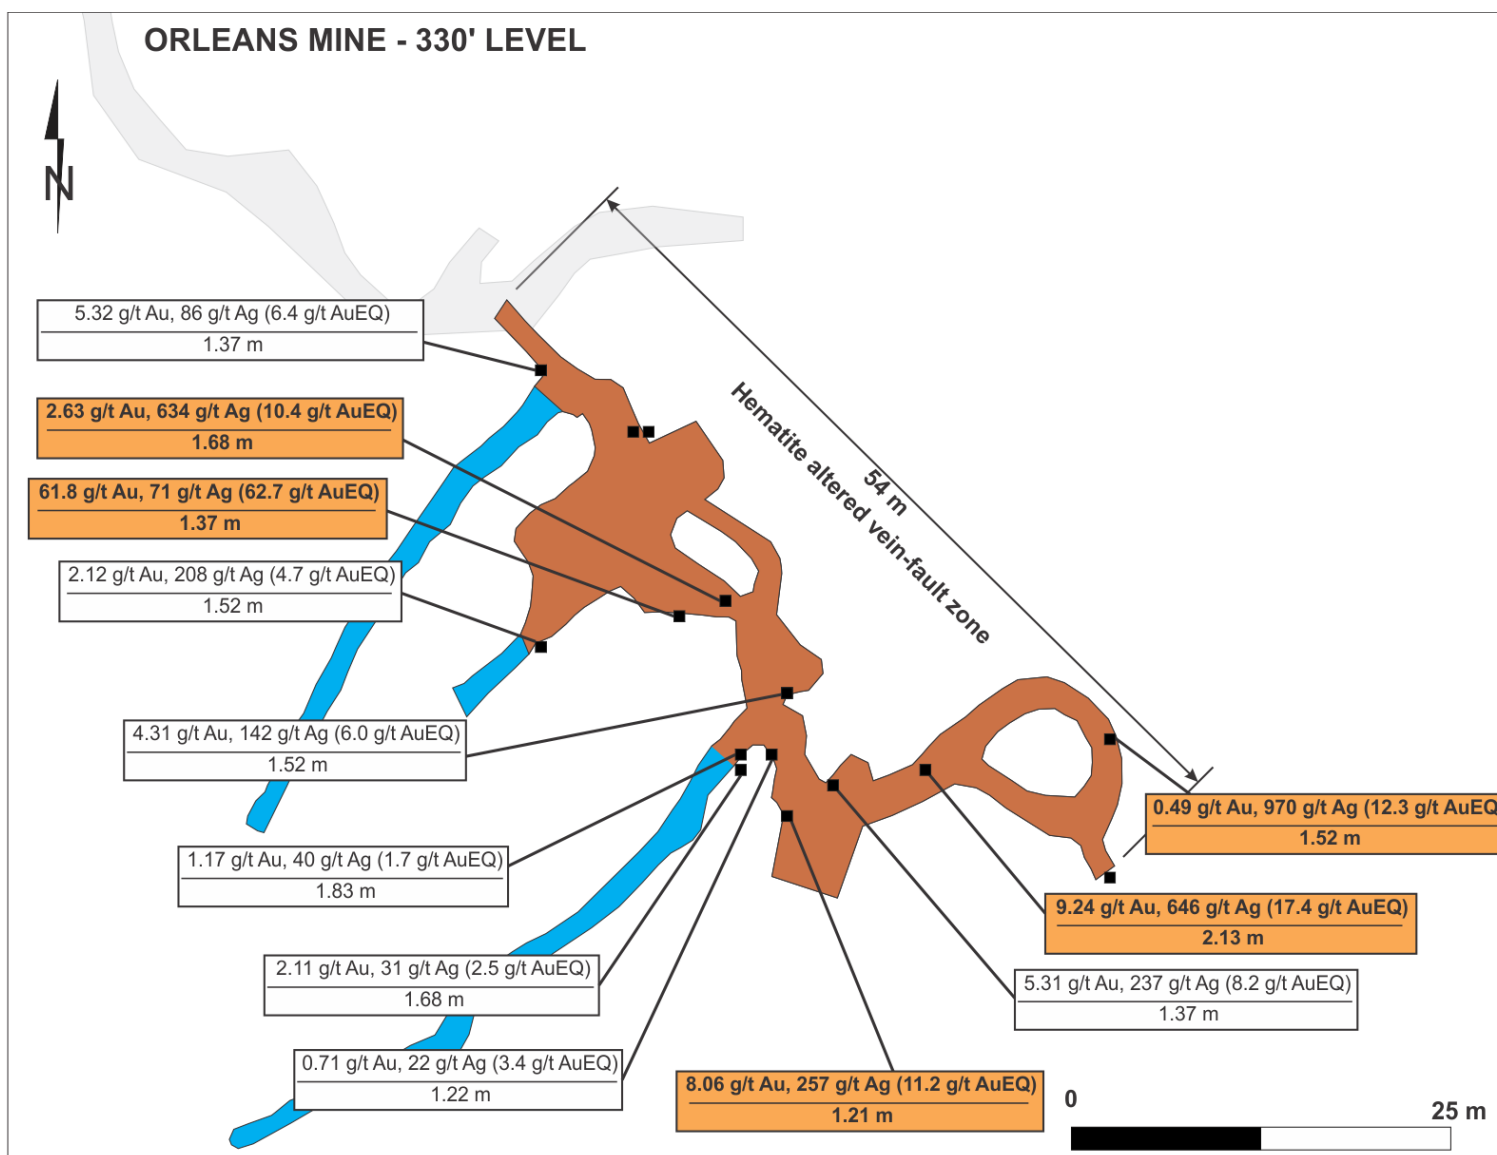 ORLEANS MINE - 330' LEVEL
N
5.32 g/t Au, 86 g/t Ag (6.4 g/t AuEQ)
1.37 m
2.63 g/t Au, 634 g/t Ag (10.4 g/t AuEQ)
1.68 m
61.8 g/t Au, 71 g/t Ag (62.7 g/t AuEQ)
1.37 m
2.12 g/t Au, 208 g/t Ag (4.7 g/t AuEQ)
1.52 m
4.31 g/t Au, 142 g/t Ag (6.0 g/t AuEQ)
1.52 m
1.17 g/t Au, 40 g/t Ag (1.7 g/t AuEQ)
1.83 m
2.11 g/t Au, 31 g/t Ag (2.5 g/t AuEQ)
1.68 m
0.71 g/t Au, 22 g/t Ag (3.4 g/t AuEQ)
1.22 m
54 m
Hematite altered vein-fault zone
0.49 g/t Au, 970 g/t Ag (12.3 g/t AuEQ
1.52 m
9.24 g/t Au, 646 g/t Ag (17.4 g/t AuEQ)
2.13 m
5.31 g/t Au, 237 g/t Ag (8.2 g/t AuEQ)
1.37 m
8.06 g/t Au, 257 g/t Ag (11.2 g/t AuEQ)
1.21 m
0
25 m